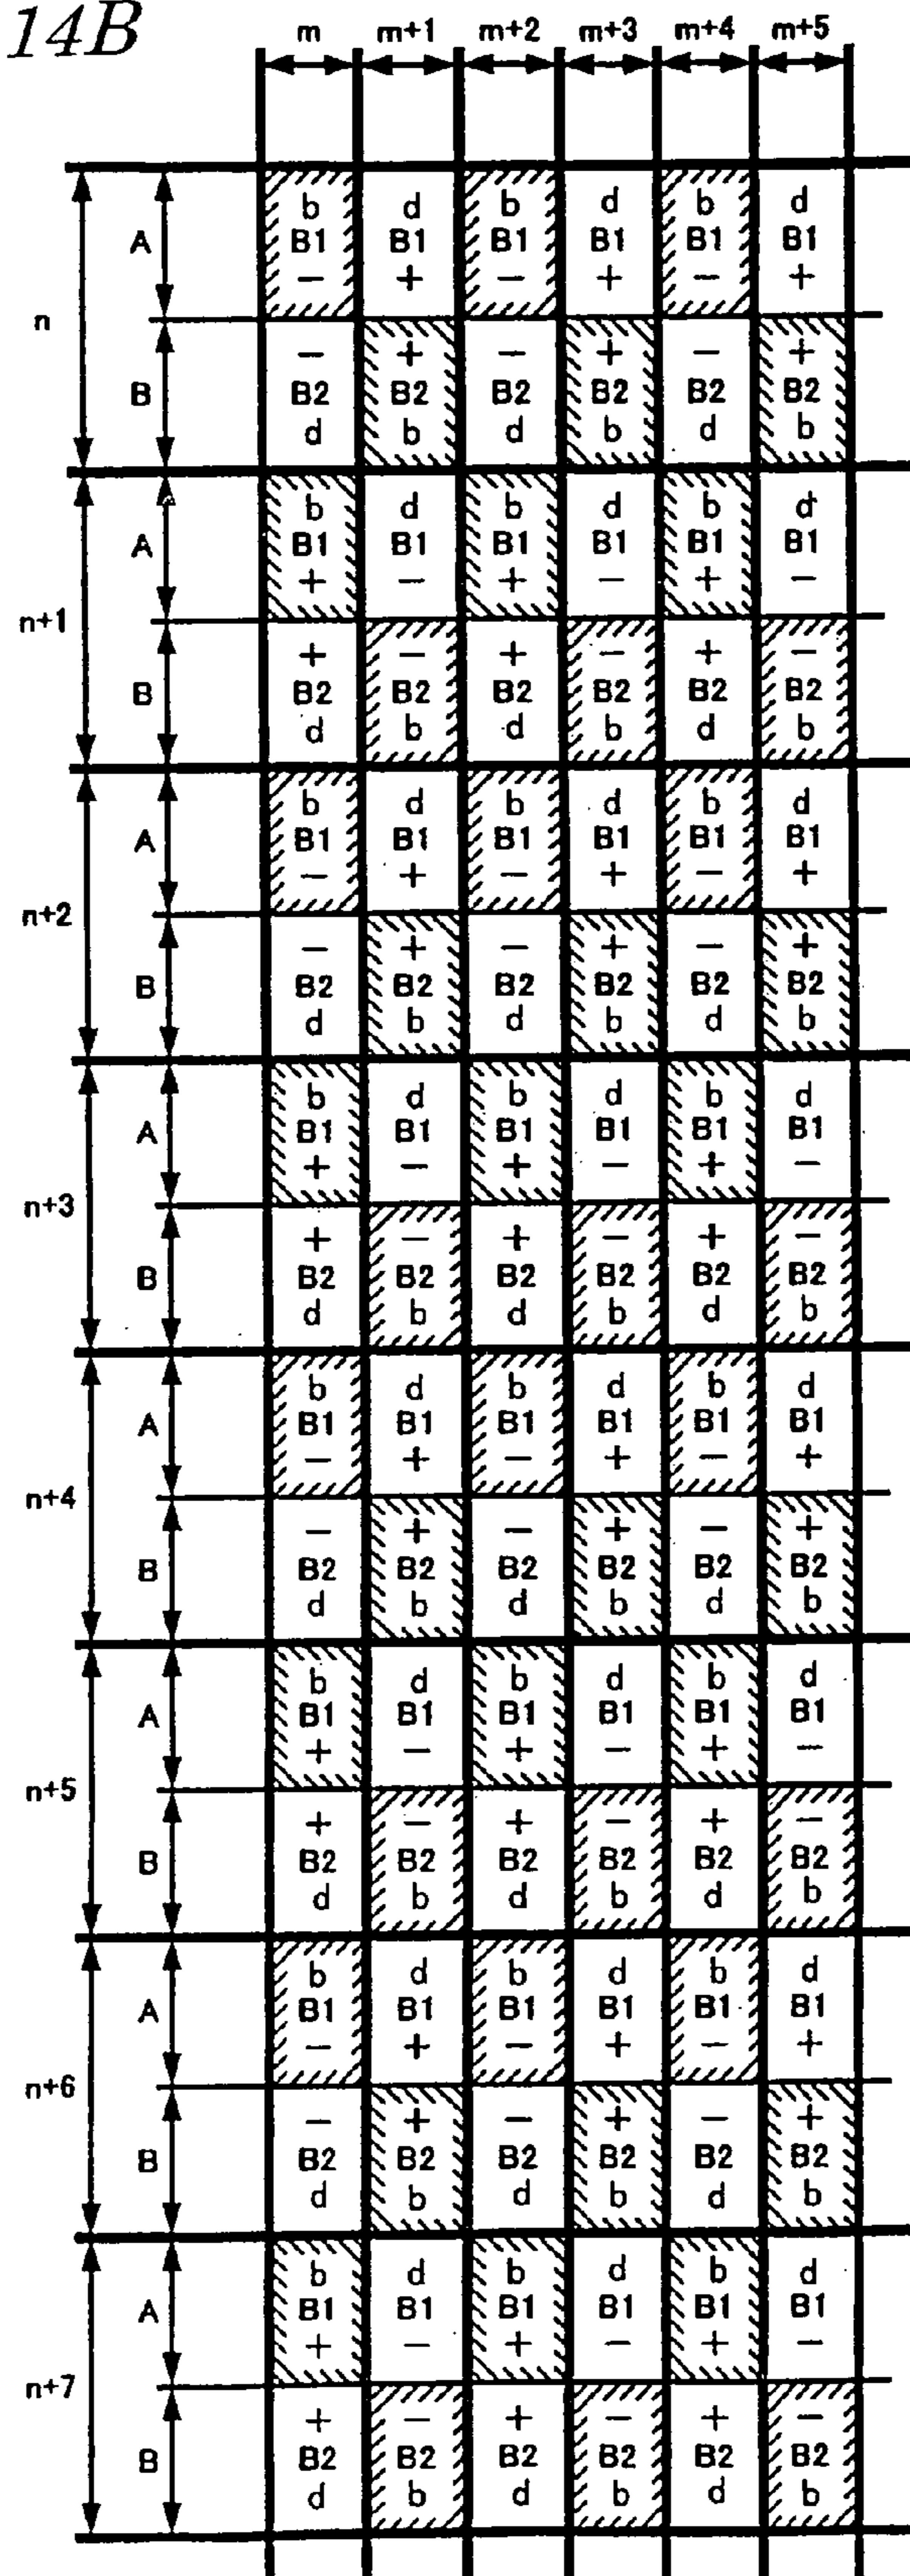 14B
m m+1 m+2 m+3 m+4 m+5
b d b d b d
A B1 B1 B1 B1 B1 B1
− + − + − +
n
− + − + − +
B B2 B2 B2 B2 B2 B2
d b d b d b
b d b d b d
A B1 B1 B1 B1 B1 B1
+ − + − + −
n+1
+ − + − + −
B B2 B2 B2 B2 B2 B2
d b d b d b
b d b d b d
A B1 B1 B1 B1 B1 B1
− + − + − +
n+2
− + − + − +
B B2 B2 B2 B2 B2 B2
d b d b d b
b d b d b d
A B1 B1 B1 B1 B1 B1
+ − + − + −
n+3
+ − + − + −
B B2 B2 B2 B2 B2 B2
d b d b d b
b d b d b d
A B1 B1 B1 B1 B1 B1
− + − + − +
n+4
− + − + − +
B B2 B2 B2 B2 B2 B2
d b d b d b
b d b d b d
A B1 B1 B1 B1 B1 B1
+ − + − + −
n+5
+ − + − + −
B B2 B2 B2 B2 B2 B2
d b d b d b
b d b d b d
A B1 B1 B1 B1 B1 B1
− + − + − +
n+6
− + − + − +
B B2 B2 B2 B2 B2 B2
d b d b d b
b d b d b d
A B1 B1 B1 B1 B1 B1
+ − + − + −
n+7
+ − + − + −
B B2 B2 B2 B2 B2 B2
d b d b d b